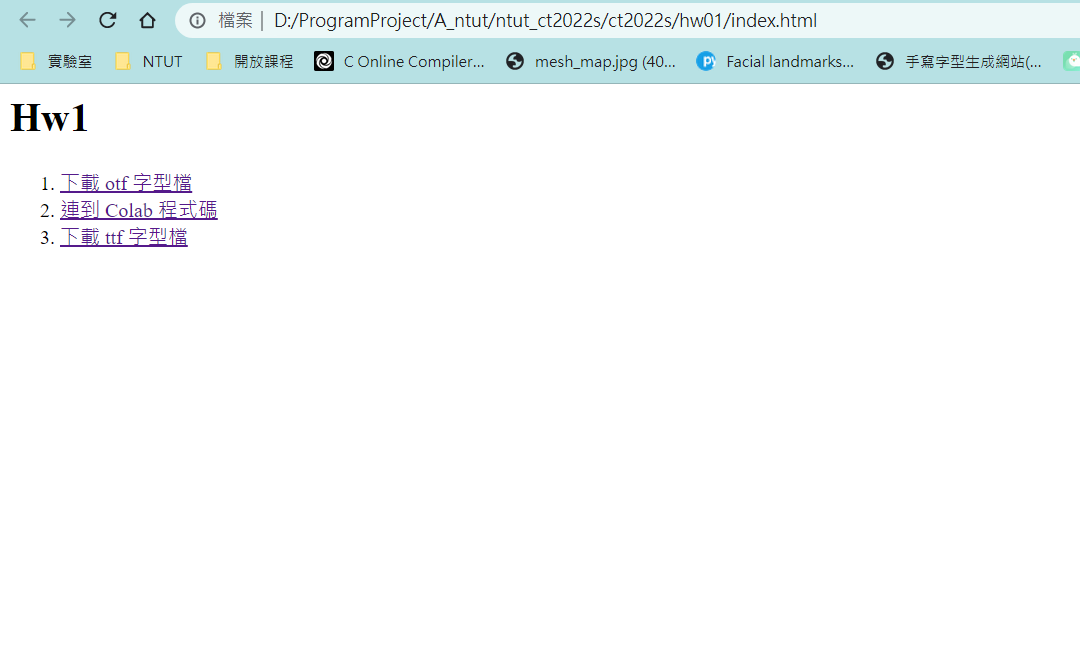 檔案 | D:/ProgramProject/A_ntut/ntut_ct2022s/ct2022s/hw01/index.html
實驗室 NTUT 開放課程 C Online Compiler... mesh_map.jpg (40... Facial landmarks... 手寫字型生成網站(...
Hw1
1. 下載 otf 字型檔
2. 連到 Colab 程式碼
3. 下載 ttf 字型檔